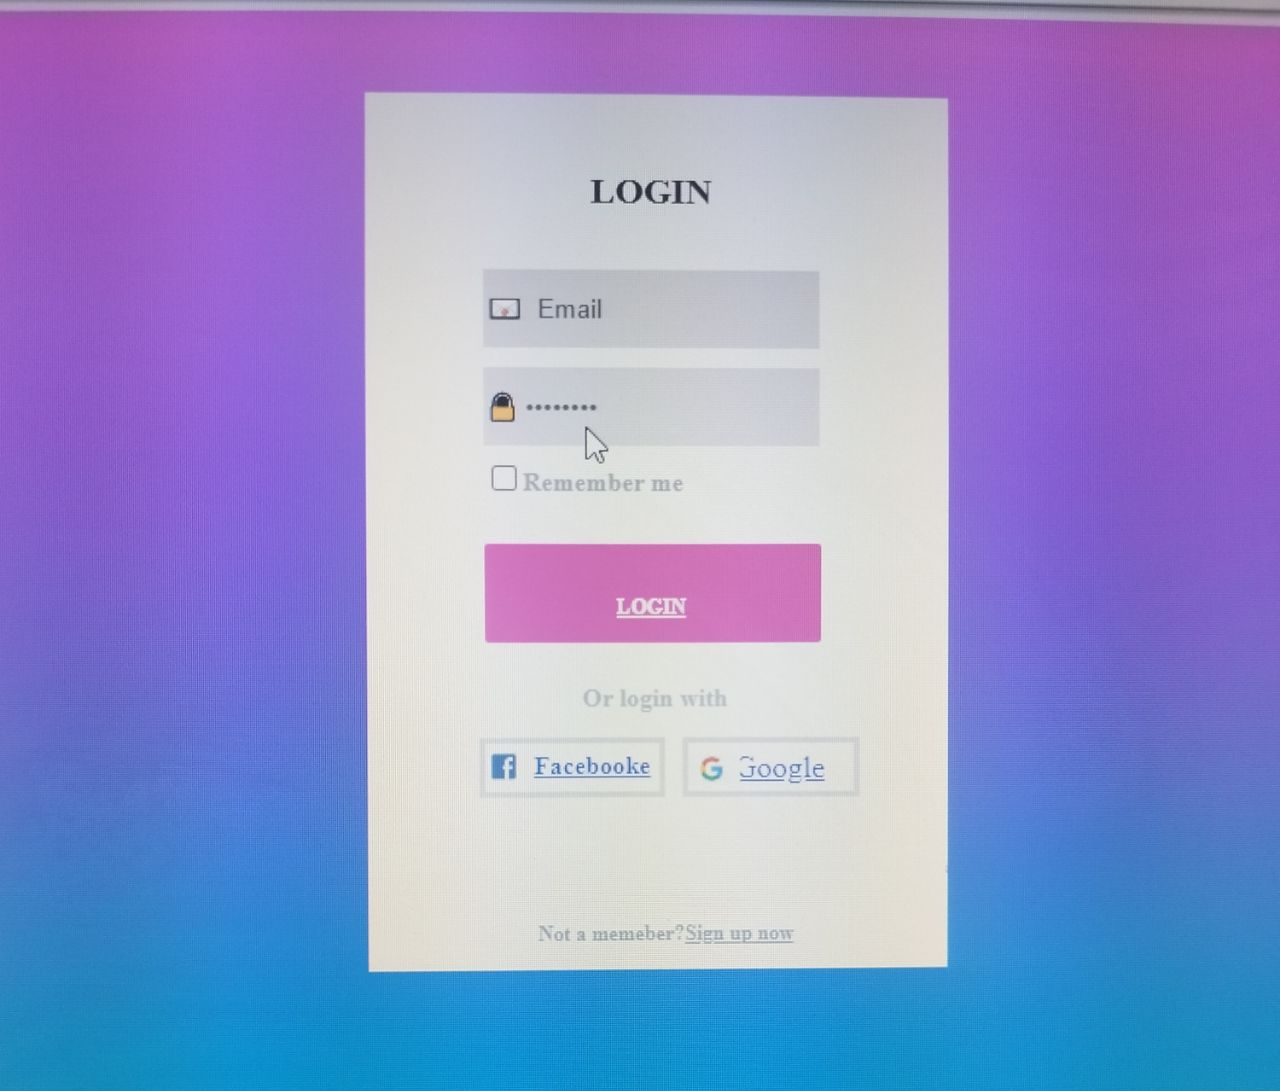 LOGIN
Email
••••••••
Remember me
LOGIN
Or login with
Facebooke
Google
Not a memeber?Sign up now